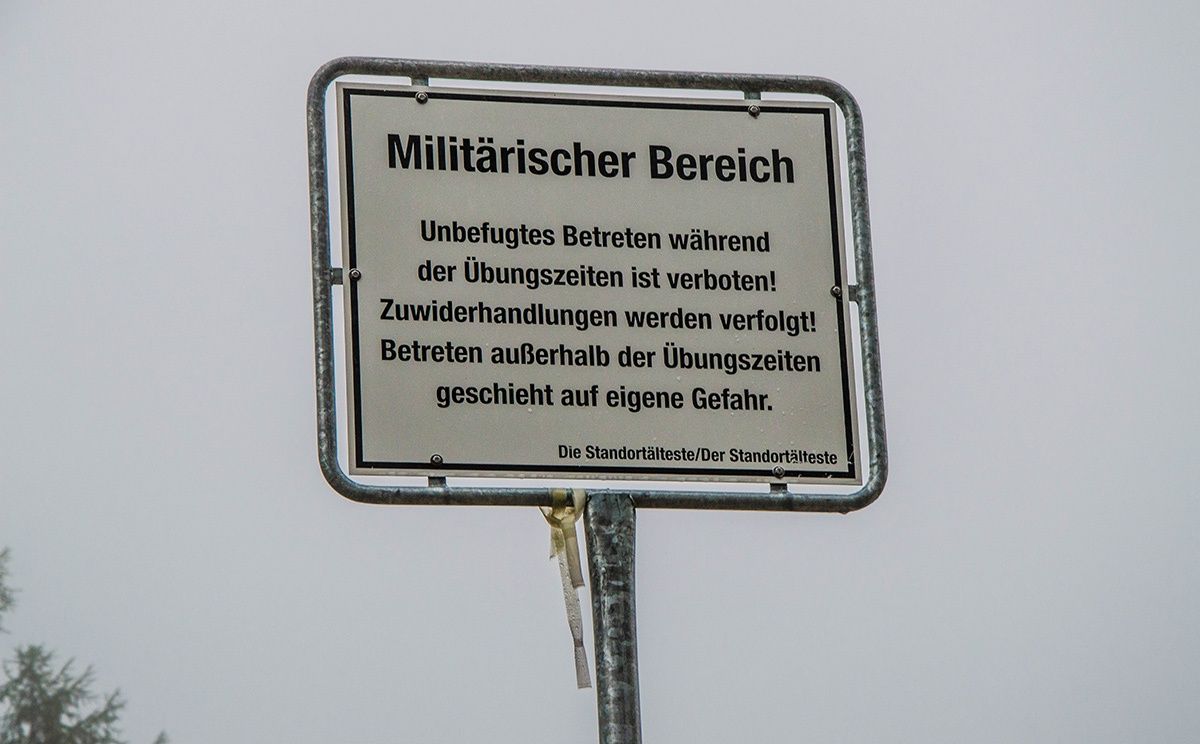 Militärischer Bereich
Unbefugtes Betreten während
der Übungszeiten ist verboten!
Zuwiderhandlungen werden verfolgt!
Betreten außerhalb der Übungszeiten
geschieht auf eigene Gefahr.
Die Standortälteste/Der Standortälteste